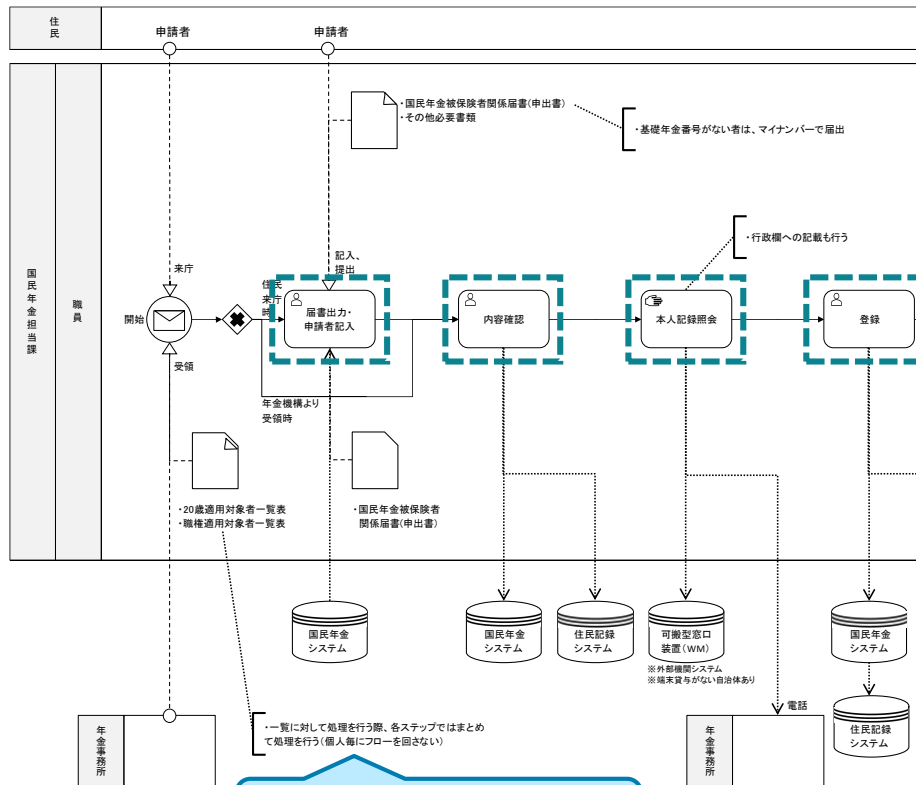 住民
申請者
申請者
・国民年金被保険者関係届書(申出書)
・その他必要書類
・基礎年金番号がない者は、マイナンバーで届出
・行政欄への記載も行う
国民年金担当課
職員
来庁
記入、
提出
住民
来庁
時
開始
届書出力・
申請者記入
内容確認
本人記録照会
登録
受領
年金機構より
受領時
・20歳適用対象者一覧表
・職権適用対象者一覧表
・国民年金被保険者
関係届書(申出書)
国民年金
システム
国民年金
システム
住民記録
システム
可搬型窓口
装置(WM)
※外部機関システム
※端末貸与がない自治体あり
国民年金
システム
住民記録
システム
電話
年金事務所
・一覧に対して処理を行う際、各ステップではまとめ
て処理を行う(個人毎にフローを回さない)
年金事務所